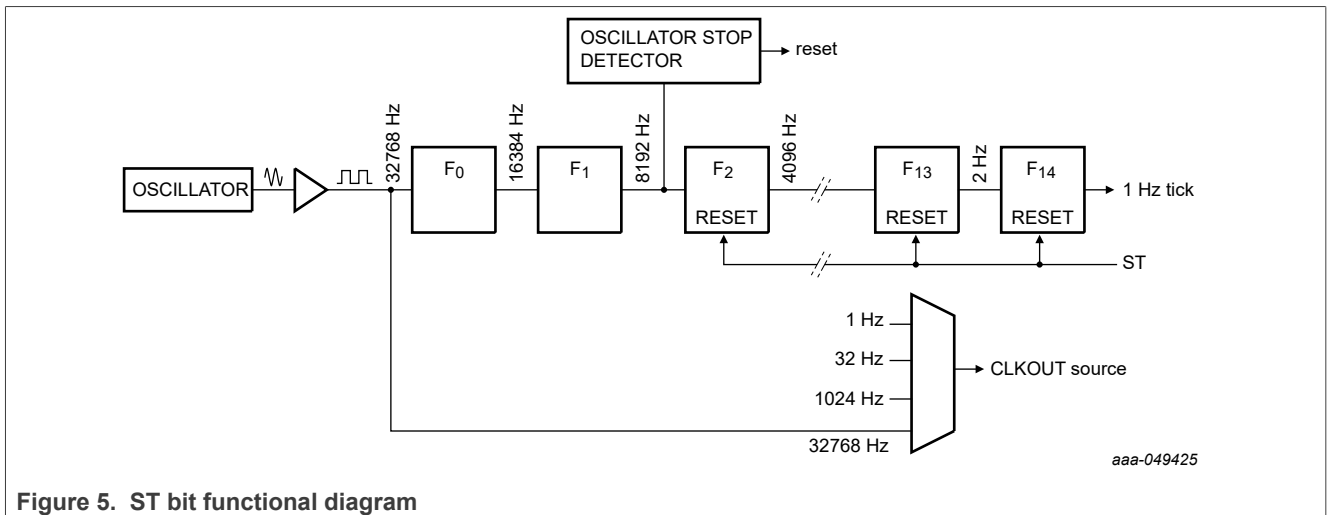 OSCILLATOR STOP
DETECTOR
reset
32768 Hz
16384 Hz
8192 Hz
4096 Hz
2 Hz
OSCILLATOR
F0
F1
F2
RESET
F13
RESET
F14
RESET
1 Hz tick
ST
1 Hz
32 Hz
1024 Hz
32768 Hz
CLKOUT source
aaa-049425
Figure 5. ST bit functional diagram